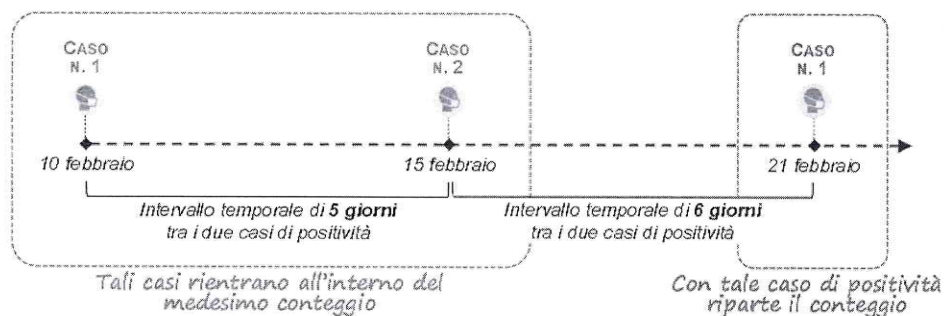 CASO
N. 1
CASO
N. 2
CASO
N. 1
10 febbraio
15 febbraio
21 febbraio
Intervallo temporale di 5 giorni
tra i due casi di positività
Intervallo temporale di 6 giorni
tra i due casi di positività
Tali casi rientrano all'interno del
medesimo conteggio
Con tale caso di positività
riparte il conteggio